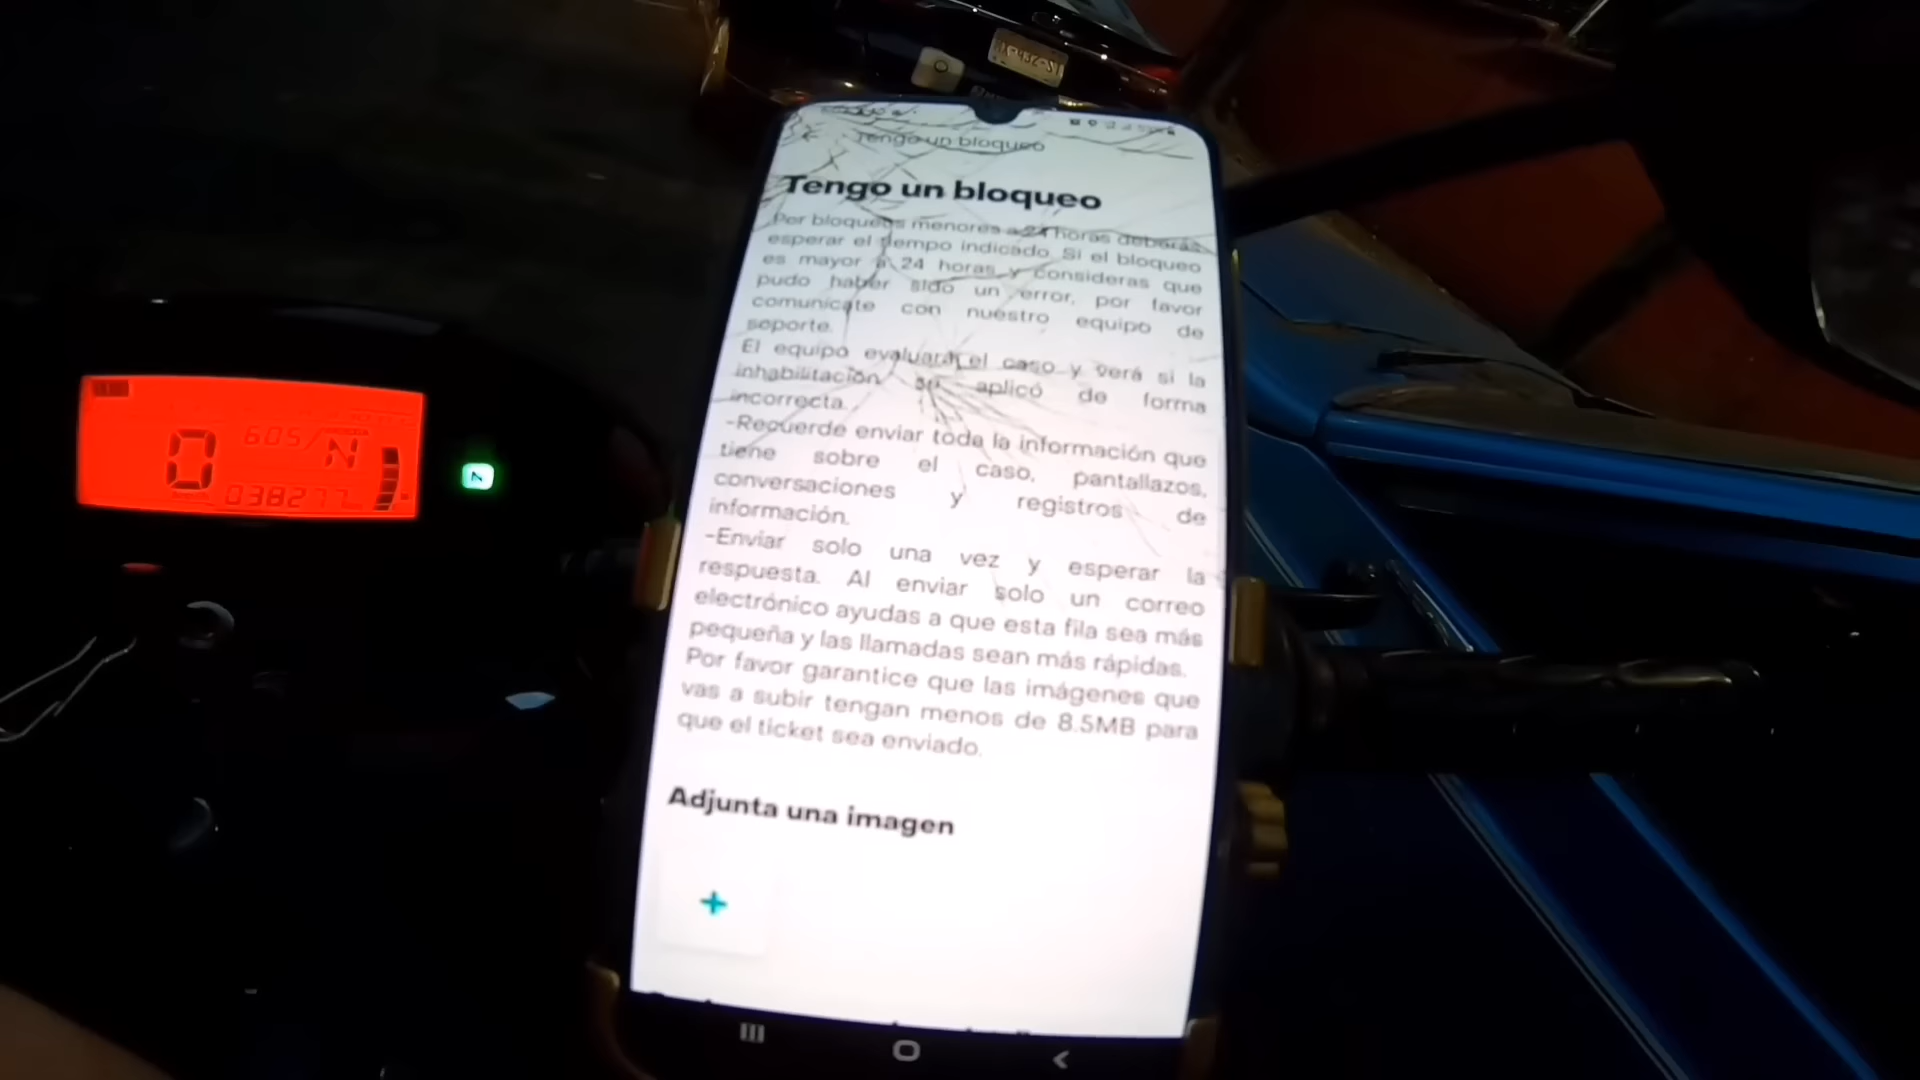 Tengo un bloqueo
Tengo un bloqueo
Por bloqueos menores a 24 horas deberás
esperar el tiempo indicado. Si el bloqueo
es mayor a 24 horas y consideras que
pudo haber sido un error, por favor
comunícate con nuestro equipo de
soporte.
El equipo evaluará el caso y verá si la
inhabilitación se aplicó de forma
incorrecta.
-Recuerde enviar toda la información que
tiene sobre el caso, pantallazos,
conversaciones y registros de
información.
-Enviar solo una vez y esperar la
respuesta. Al enviar solo un correo
electrónico ayudas a que esta fila sea más
pequeña y las llamadas sean más rápidas.
Por favor garantice que las imágenes que
vas a subir tengan menos de 8.5MB para
que el ticket sea enviado.
Adjunta una imagen
+
605/ N
0
038277
N